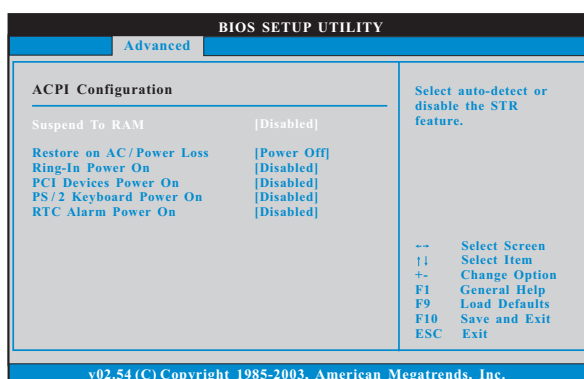 BIOS SETUP UTILITY
Advanced
ACPI Configuration
Suspend To RAM [Disabled]
Restore on AC / Power Loss [Power Off]
Ring-In Power On [Disabled]
PCI Devices Power On [Disabled]
PS / 2 Keyboard Power On [Disabled]
RTC Alarm Power On [Disabled]
Select auto-detect or
disable the STR
feature.
←→ Select Screen
↑↓ Select Item
+- Change Option
F1 General Help
F9 Load Defaults
F10 Save and Exit
ESC Exit
v02.54 (C) Copyright 1985-2003, American Megatrends, Inc.